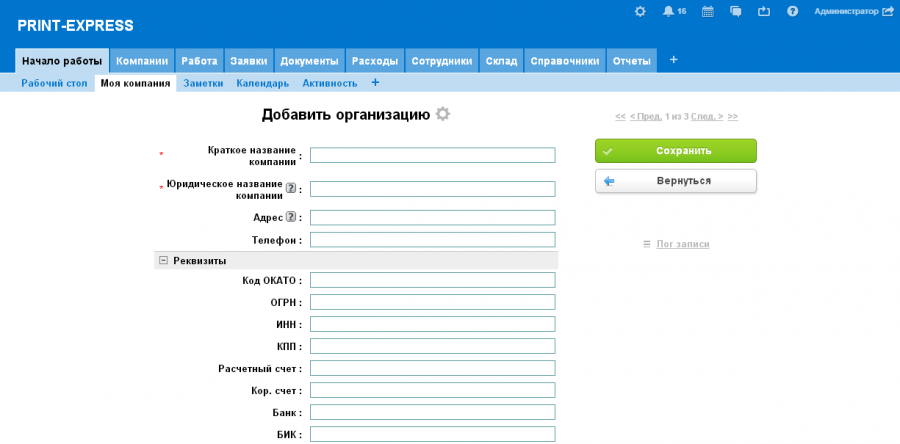 16 Администратор
PRINT-EXPRESS
Начало работы Компании Работа Заявки Документы Расходы Сотрудники Склад Справочники Отчеты +
Рабочий стол Моя компания Заметки Календарь Активность +
Добавить организацию
<< < Пред. 1 из 3 След. > >>
* Краткое название
компании :
Сохранить
* Юридическое название
компании ? :
Вернуться
Адрес ? :
Телефон :
Лог записи
Реквизиты
Код ОКАТО :
ОГРН :
ИНН :
КПП :
Расчетный счет :
Кор. счет :
Банк :
БИК :